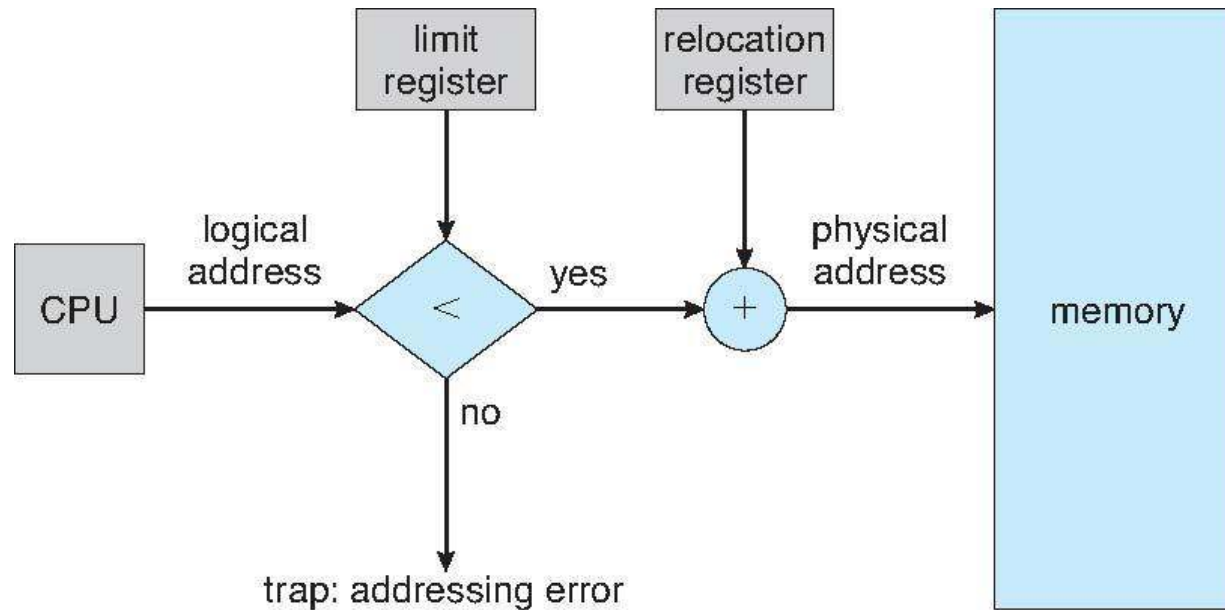 limit
register
relocation
register
logical
address
physical
address
CPU
<
yes
+
memory
no
trap: addressing error